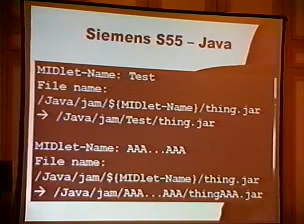 Siemens S55 – Java
MIDlet-Name: Test
File name:
/Java/jam/${MIDlet-Name}/thing.jar
→ /Java/jam/Test/thing.jar
MIDlet-Name: AAA...AAA
File name:
/Java/jam/${MIDlet-Name}/thing.jar
→ /Java/jam/AAA...AAA/thingAAA.jar